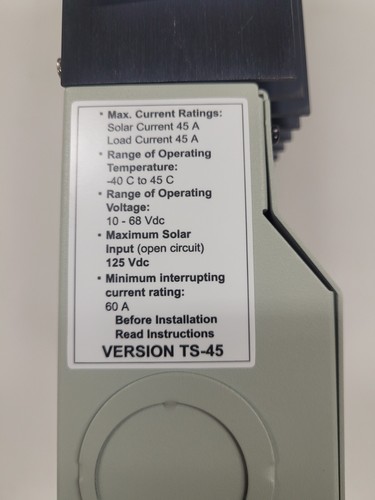 • Max. Current Ratings:
Solar Current 45 A
Load Current 45 A
• Range of Operating
Temperature:
-40 C to 45 C
• Range of Operating
Voltage:
10 - 68 Vdc
• Maximum Solar
Input (open circuit)
125 Vdc
• Minimum interrupting
current rating:
60 A
Before Installation
Read Instructions
VERSION TS-45